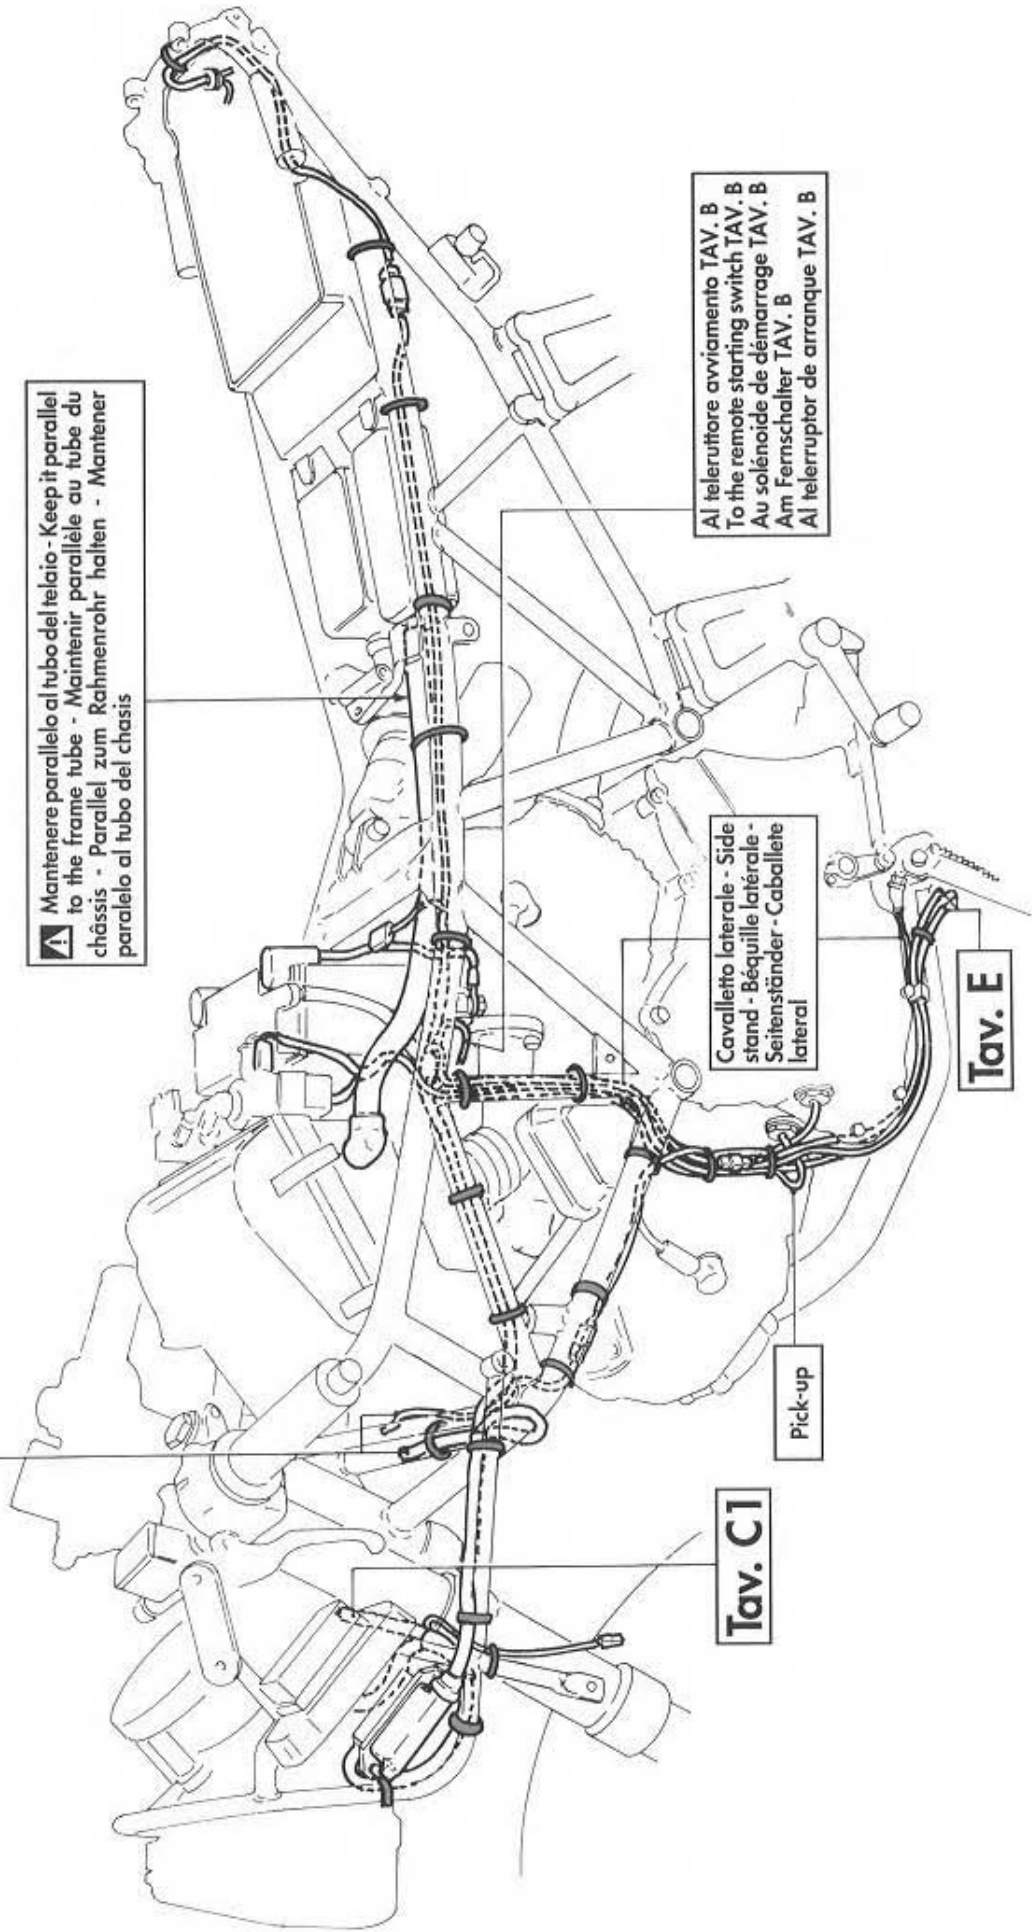 Mantenere parallelo al tubo del telaio - Keep it parallel
to the frame tube - Maintenir parallèle au tube du
châssis - Parallel zum Rahmenrohr halten - Mantener
paralelo al tubo del chasis
Al teleruttore avviamento TAV. B
To the remote starting switch TAV. B
Au solénoide de démarrage TAV. B
Am Fernschalter TAV. B
Al telerruptor de arranque TAV. B
Cavalletto laterale - Side
stand - Béquille latérale -
Seitenständer - Caballete
lateral
Tav. E
Pick-up
Tav. C1